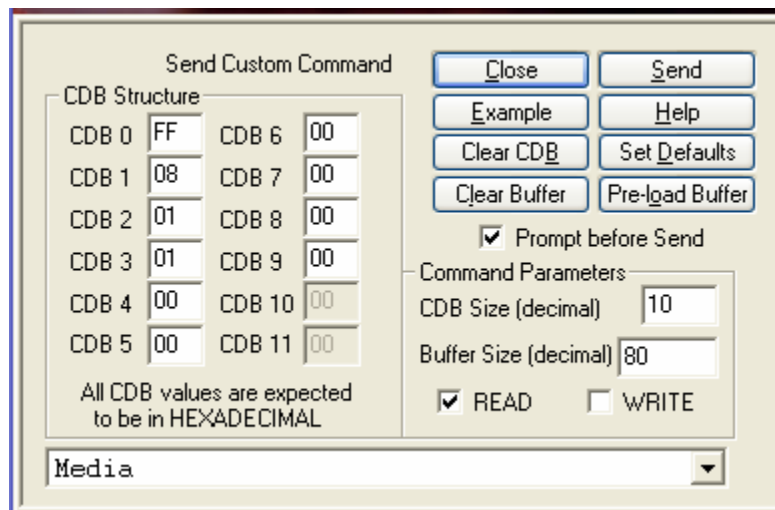 Send Custom Command
Close Send
CDB Structure
Example Help
CDB 0 FF CDB 6 00
Clear CDB Set Defaults
CDB 1 08 CDB 7 00
Clear Buffer Pre-load Buffer
CDB 2 01 CDB 8 00
Prompt before Send
CDB 3 01 CDB 9 00
Command Parameters
CDB 4 00 CDB 10 00
CDB Size (decimal) 10
CDB 5 00 CDB 11 00
Buffer Size (decimal) 80
All CDB values are expected
to be in HEXADECIMAL
READ WRITE
Media